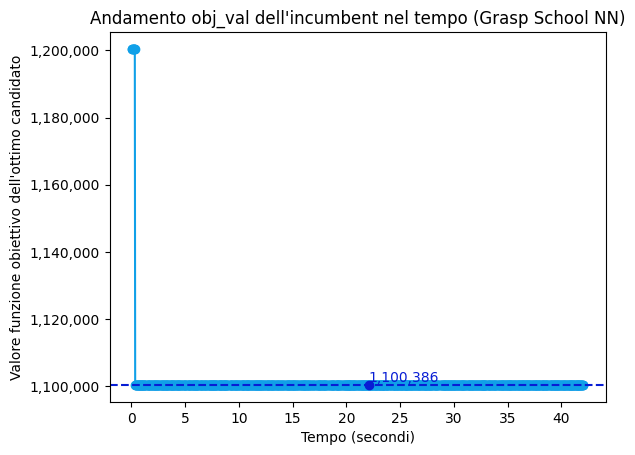 Andamento obj_val dell'incumbent nel tempo (Grasp School NN)
Valore funzione obiettivo dell'ottimo candidato
1,200,000
1,180,000
1,160,000
1,140,000
1,120,000
1,100,000
1,100,386
0 5 10 15 20 25 30 35 40
Tempo (secondi)